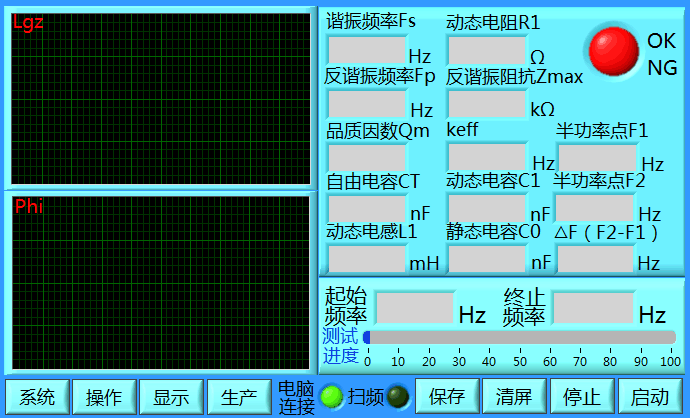 Lgz
Phi
谐振频率Fs
动态电阻R1
Hz
Ω
OK
NG
反谐振频率Fp
反谐振阻抗Zmax
Hz
kΩ
品质因数Qm
keff
半功率点F1
Hz
Hz
自由电容CT
动态电容C1
半功率点F2
nF
nF
Hz
动态电感L1
静态电容C0
△F（F2-F1）
mH
nF
Hz
起始
频率
Hz
终止
频率
Hz
测试
进度
0 10 20 30 40 50 60 70 80 90 100
系统
操作
显示
生产
电脑
连接
扫频
保存
清屏
停止
启动